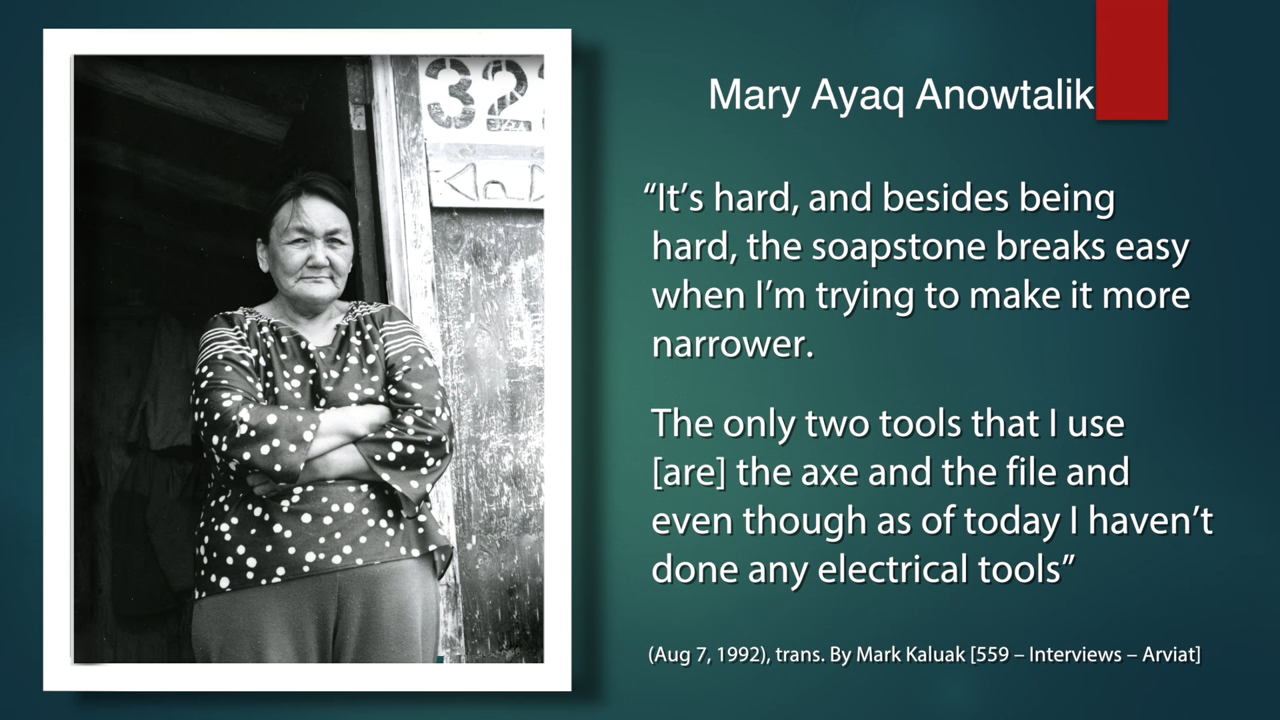 32
ᐊᕈᐃ
Mary Ayaq Anowtalik
“It’s hard, and besides being
hard, the soapstone breaks easy
when I’m trying to make it more
narrower.
The only two tools that I use
[are] the axe and the file and
even though as of today I haven’t
done any electrical tools”
(Aug 7, 1992), trans. By Mark Kaluak [559 – Interviews – Arviat]